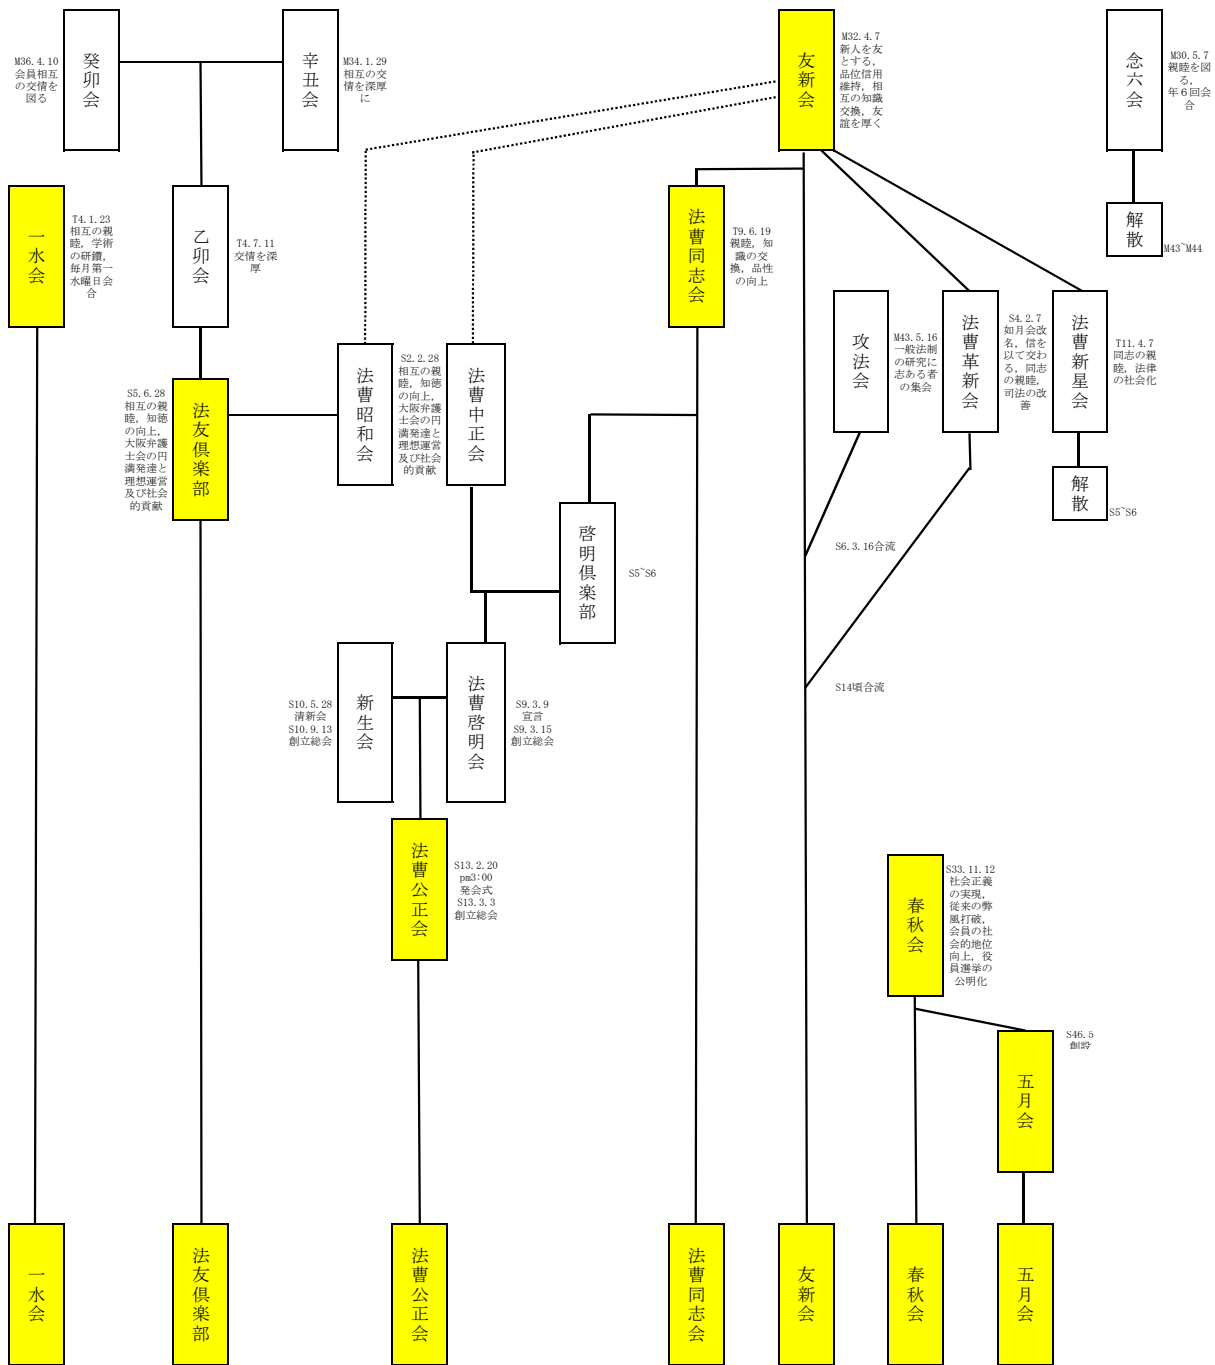 癸卯会
M36.4.10
会員相互
の交情を
図る
辛丑会
M34.1.29
相互の交
情を深厚
に
友新会
M32.4.7
新人を友
とする，
品位信用
維持，相
互の知識
交換，友
誼を厚く
念六会
M30.5.7
親睦を図
る，
年６回会
合
一水会
T4.1.23
相互の親
睦，学術
の研鑽，
毎月第一
水曜日会
合
乙卯会
T4.7.11
交情を深
厚
法曹同志会
T9.6.19
親睦，知
識の交
換，品性
の向上
解散
M43~M44
法友倶楽部
S5.6.28
相互の親
睦，知徳
の向上，
大阪弁護
士会の円
満発達と
理想運営
及び社会
的貢献
法曹昭和会
S2.2.28
相互の親
睦，知徳
の向上，
大阪弁護
士会の円
満発達と
理想運営
及び社会
的貢献
法曹中正会
攻法会
M43.5.16
一般法制
の研究に
志ある者
の集会
法曹革新会
S4.2.7
如月会改
名，信を
以て交わ
る，同志
の親睦，
司法の改
善
法曹新星会
T11.4.7
同志の親
睦，法律
の社会化
解散
S5~S6
啓明倶楽部
S5~S6
S6.3.16合流
S14頃合流
新生会
S10.5.28
清新会
S10.9.13
創立総会
法曹啓明会
S9.3.9
宣言
S9.3.15
創立総会
法曹公正会
S13.2.20
pm3:00
発会式
S13.3.3
創立総会
春秋会
S33.11.12
社会正義
の実現，
従来の弊
風打破，
会員の社
会的地位
向上，役
員選挙の
公明化
五月会
S46.5
創設
一水会
法友倶楽部
法曹公正会
法曹同志会
友新会
春秋会
五月会